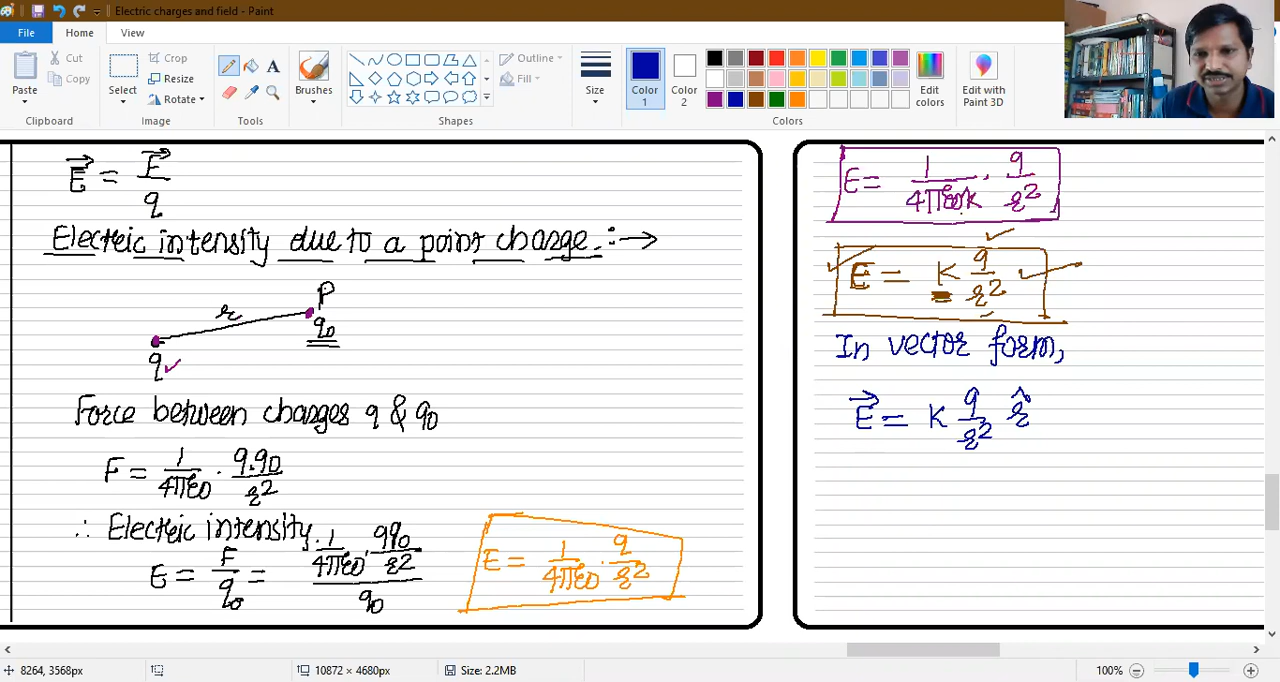 Electric charges and field - Paint
File Home View
Paste
Cut
Copy
Clipboard
Select
Crop
Resize
Rotate
Image
A
Tools
Brushes
Outline
Fill
Shapes
Size
Color 1
Color 2
Edit colors
Edit with Paint 3D
Colors
E = F / q
Electric intensity due to a point charge :→
r
P
q0
q
Force between charges q & q0
F = 1/4πε0 · q.q0/r²
∴ Electric intensity,
E = F/q0 = 1/4πε0 · qq0/r² / q0
E = 1/4πε0 · q/r²
E = 1/4πε0k · q/r²
E = K q/r²
In vector form,
E = K q/r² r̂
8264, 3568px
10872 × 4680px
Size: 2.2MB
100%